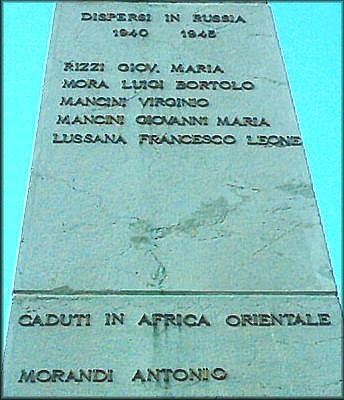 DISPERSI IN RUSSIA
1940 1945
RIZZI GIOV. MARIA
MORA LUIGI BORTOLO
MANCINI VIRGINIO
MANCINI GIOVANNI MARIA
LUSSANA FRANCESCO LEONE
CADUTI IN AFRICA ORIENTALE
MORANDI ANTONIO